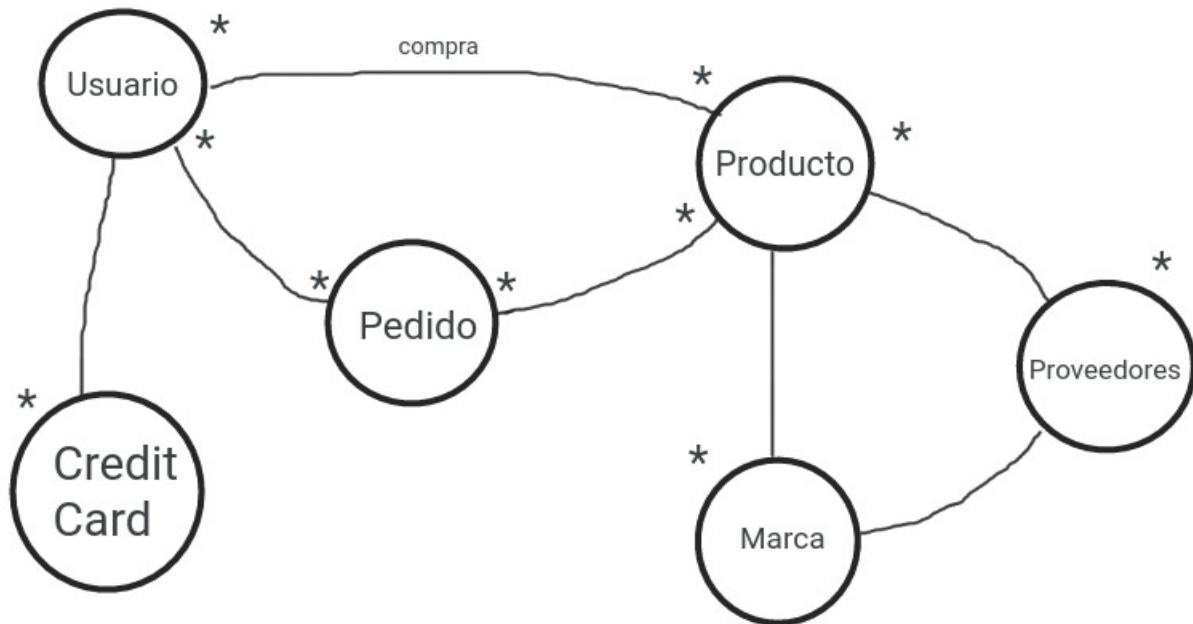 *
compra
Usuario
*
*
Producto
*
*
*
*
*
Pedido
Proveedores
*
*
Credit
Card
Marca